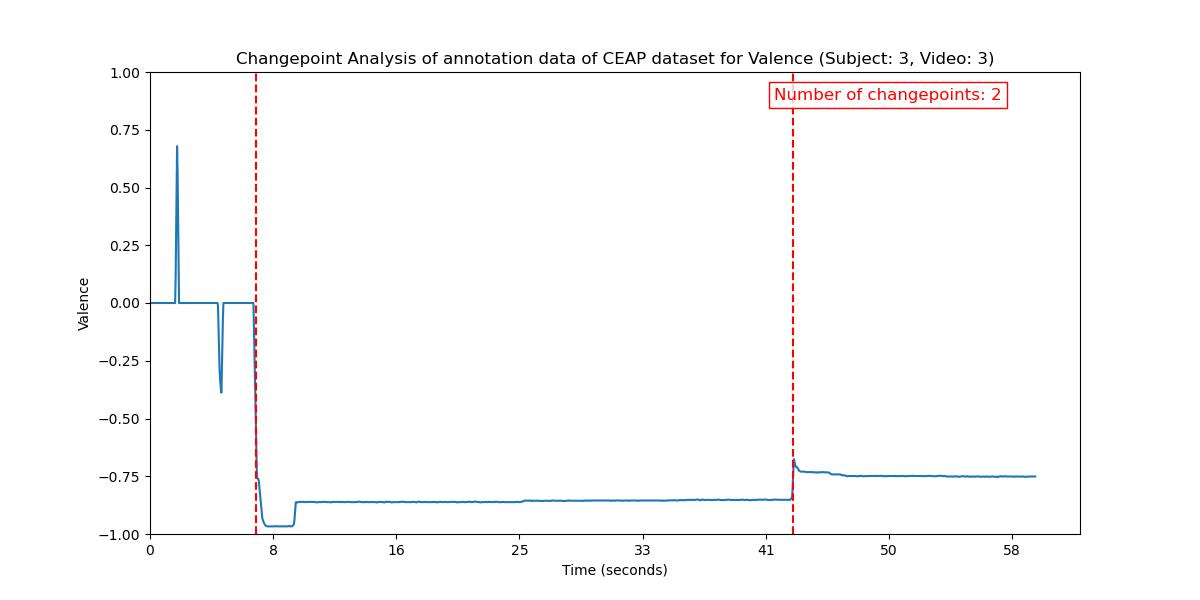 Changepoint Analysis of annotation data of CEAP dataset for Valence (Subject: 3, Video: 3)
Number of changepoints: 2
Valence
1.00
0.75
0.50
0.25
0.00
−0.25
−0.50
−0.75
−1.00
0 8 16 25 33 41 50 58
Time (seconds)